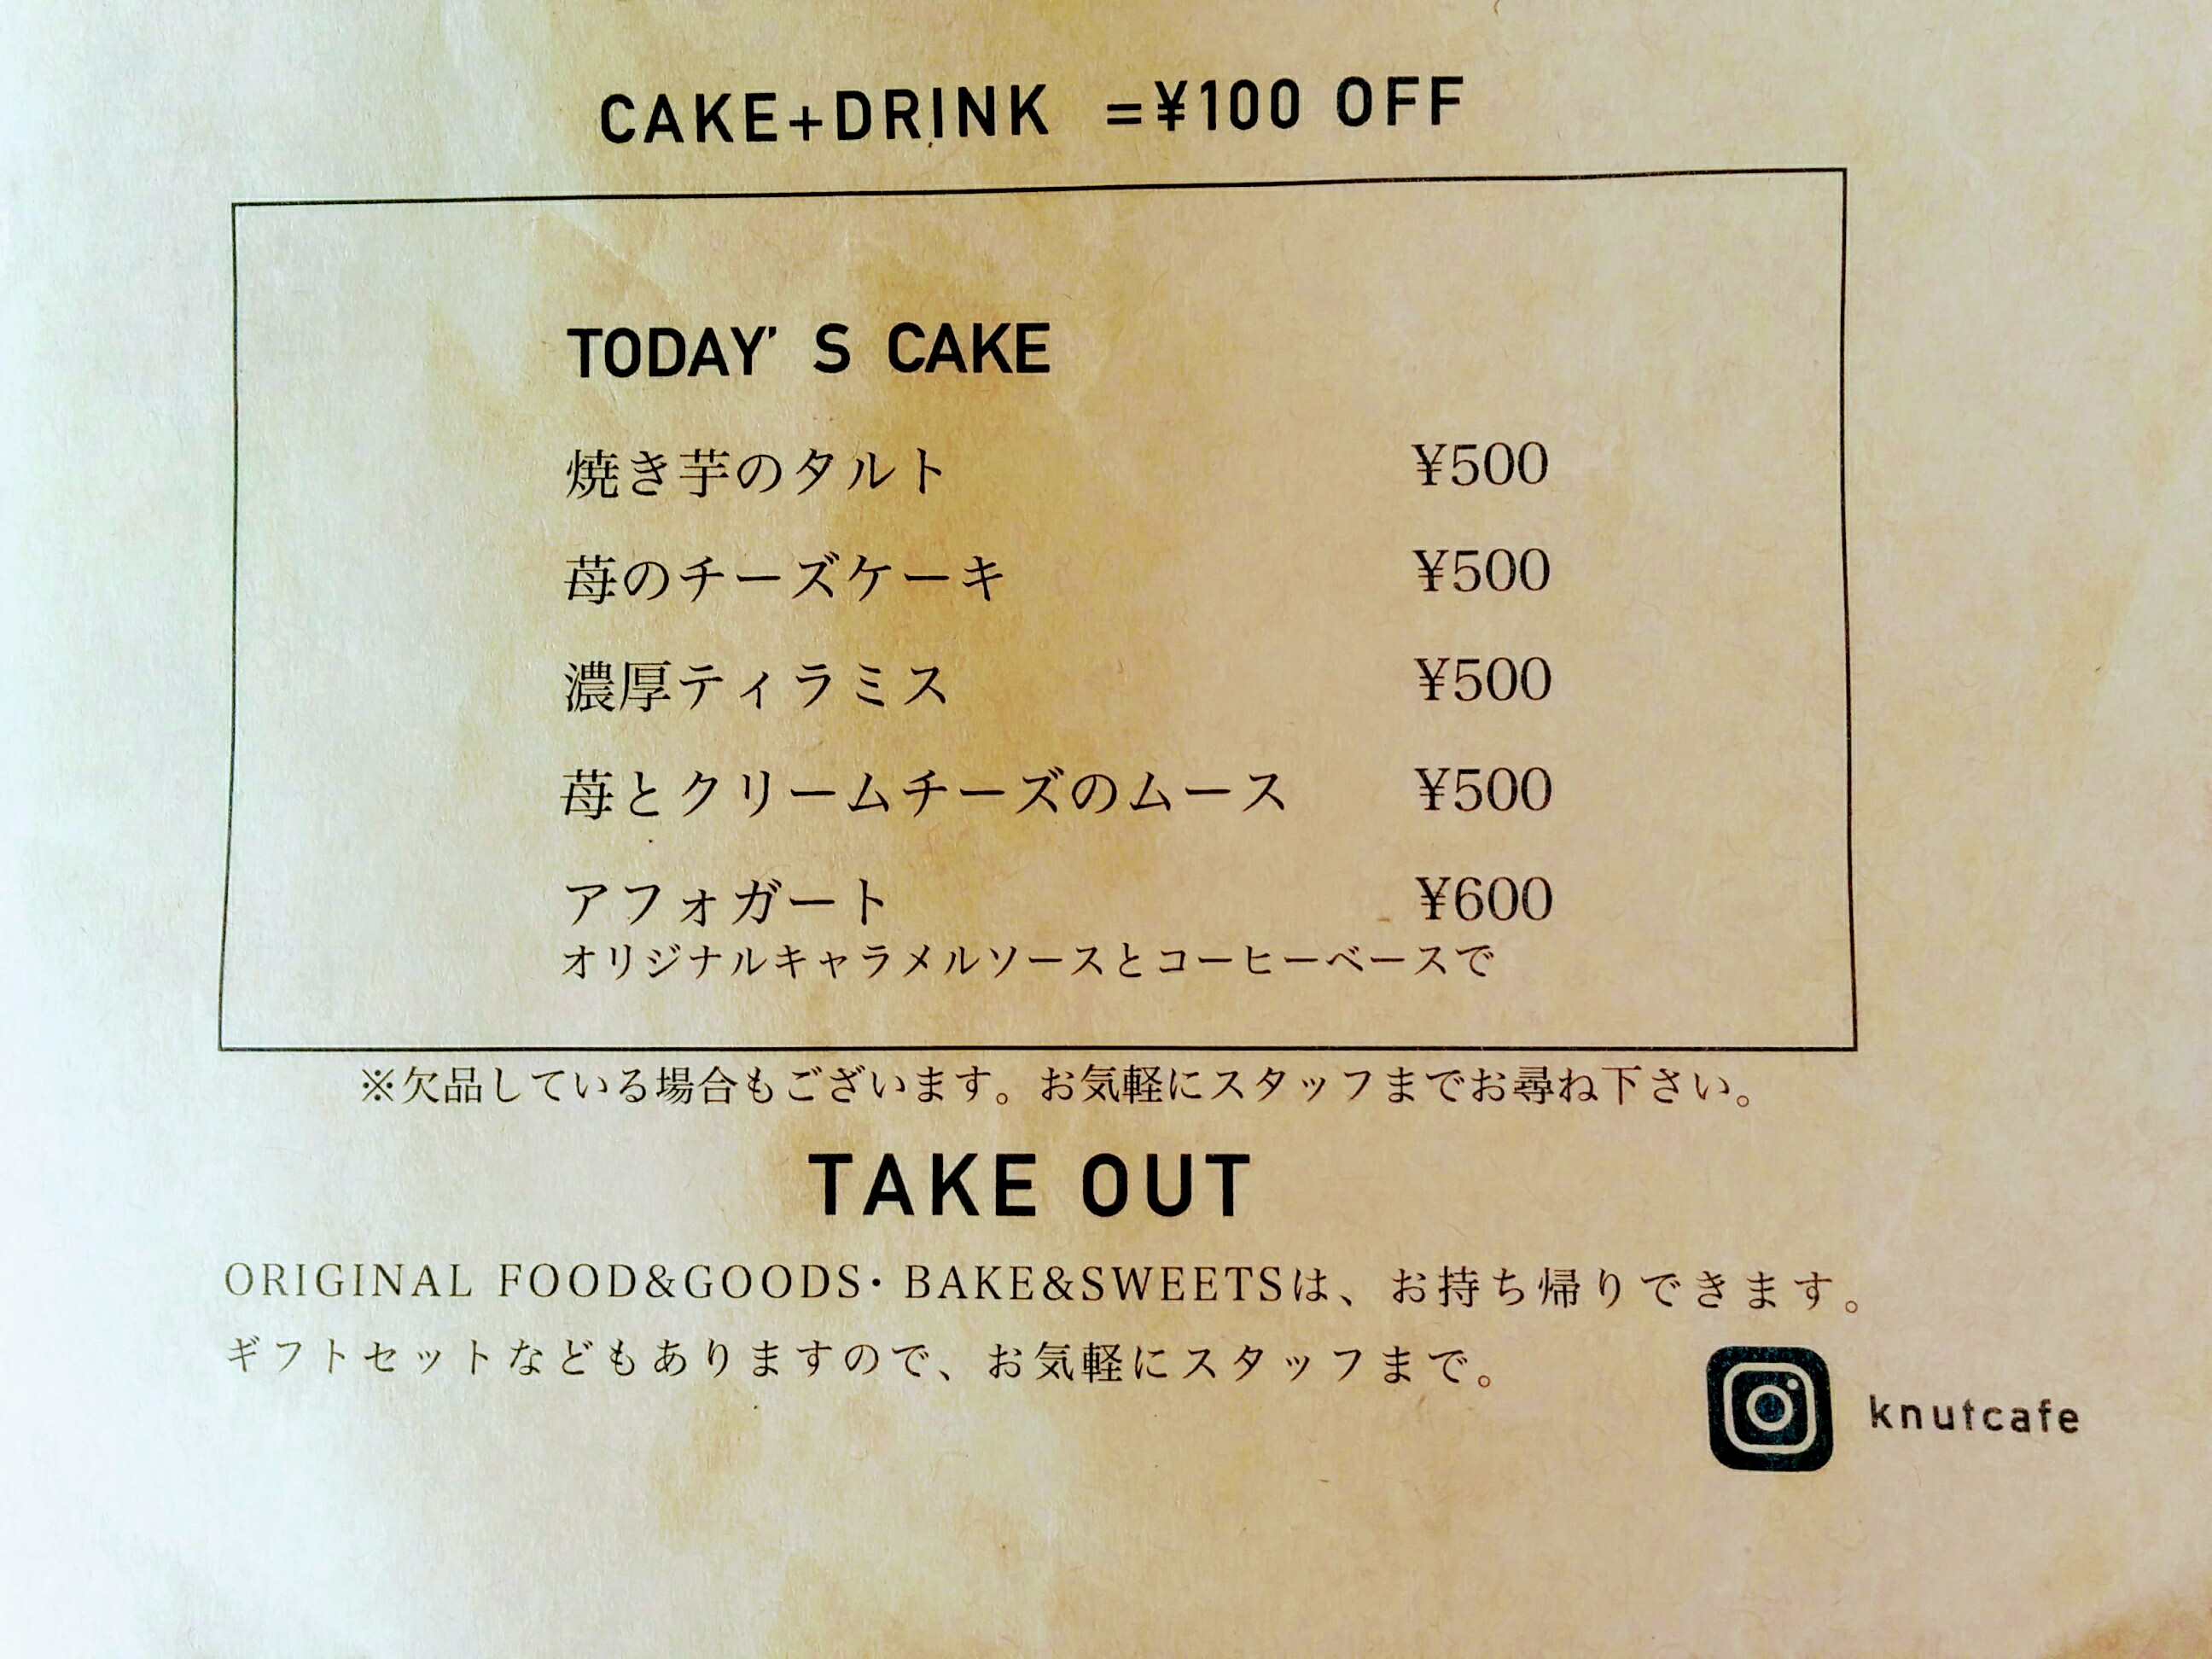 CAKE+DRINK =¥100 OFF
TODAY' S CAKE
焼き芋のタルト ¥500
苺のチーズケーキ ¥500
濃厚ティラミス ¥500
苺とクリームチーズのムース ¥500
アフォガート ¥600
オリジナルキャラメルソースとコーヒーベースで
※欠品している場合もございます。お気軽にスタッフまでお尋ね下さい。
TAKE OUT
ORIGINAL FOOD&GOODS・BAKE&SWEETSは、お持ち帰りできます。
ギフトセットなどもありますので、お気軽にスタッフまで。
knutcafe